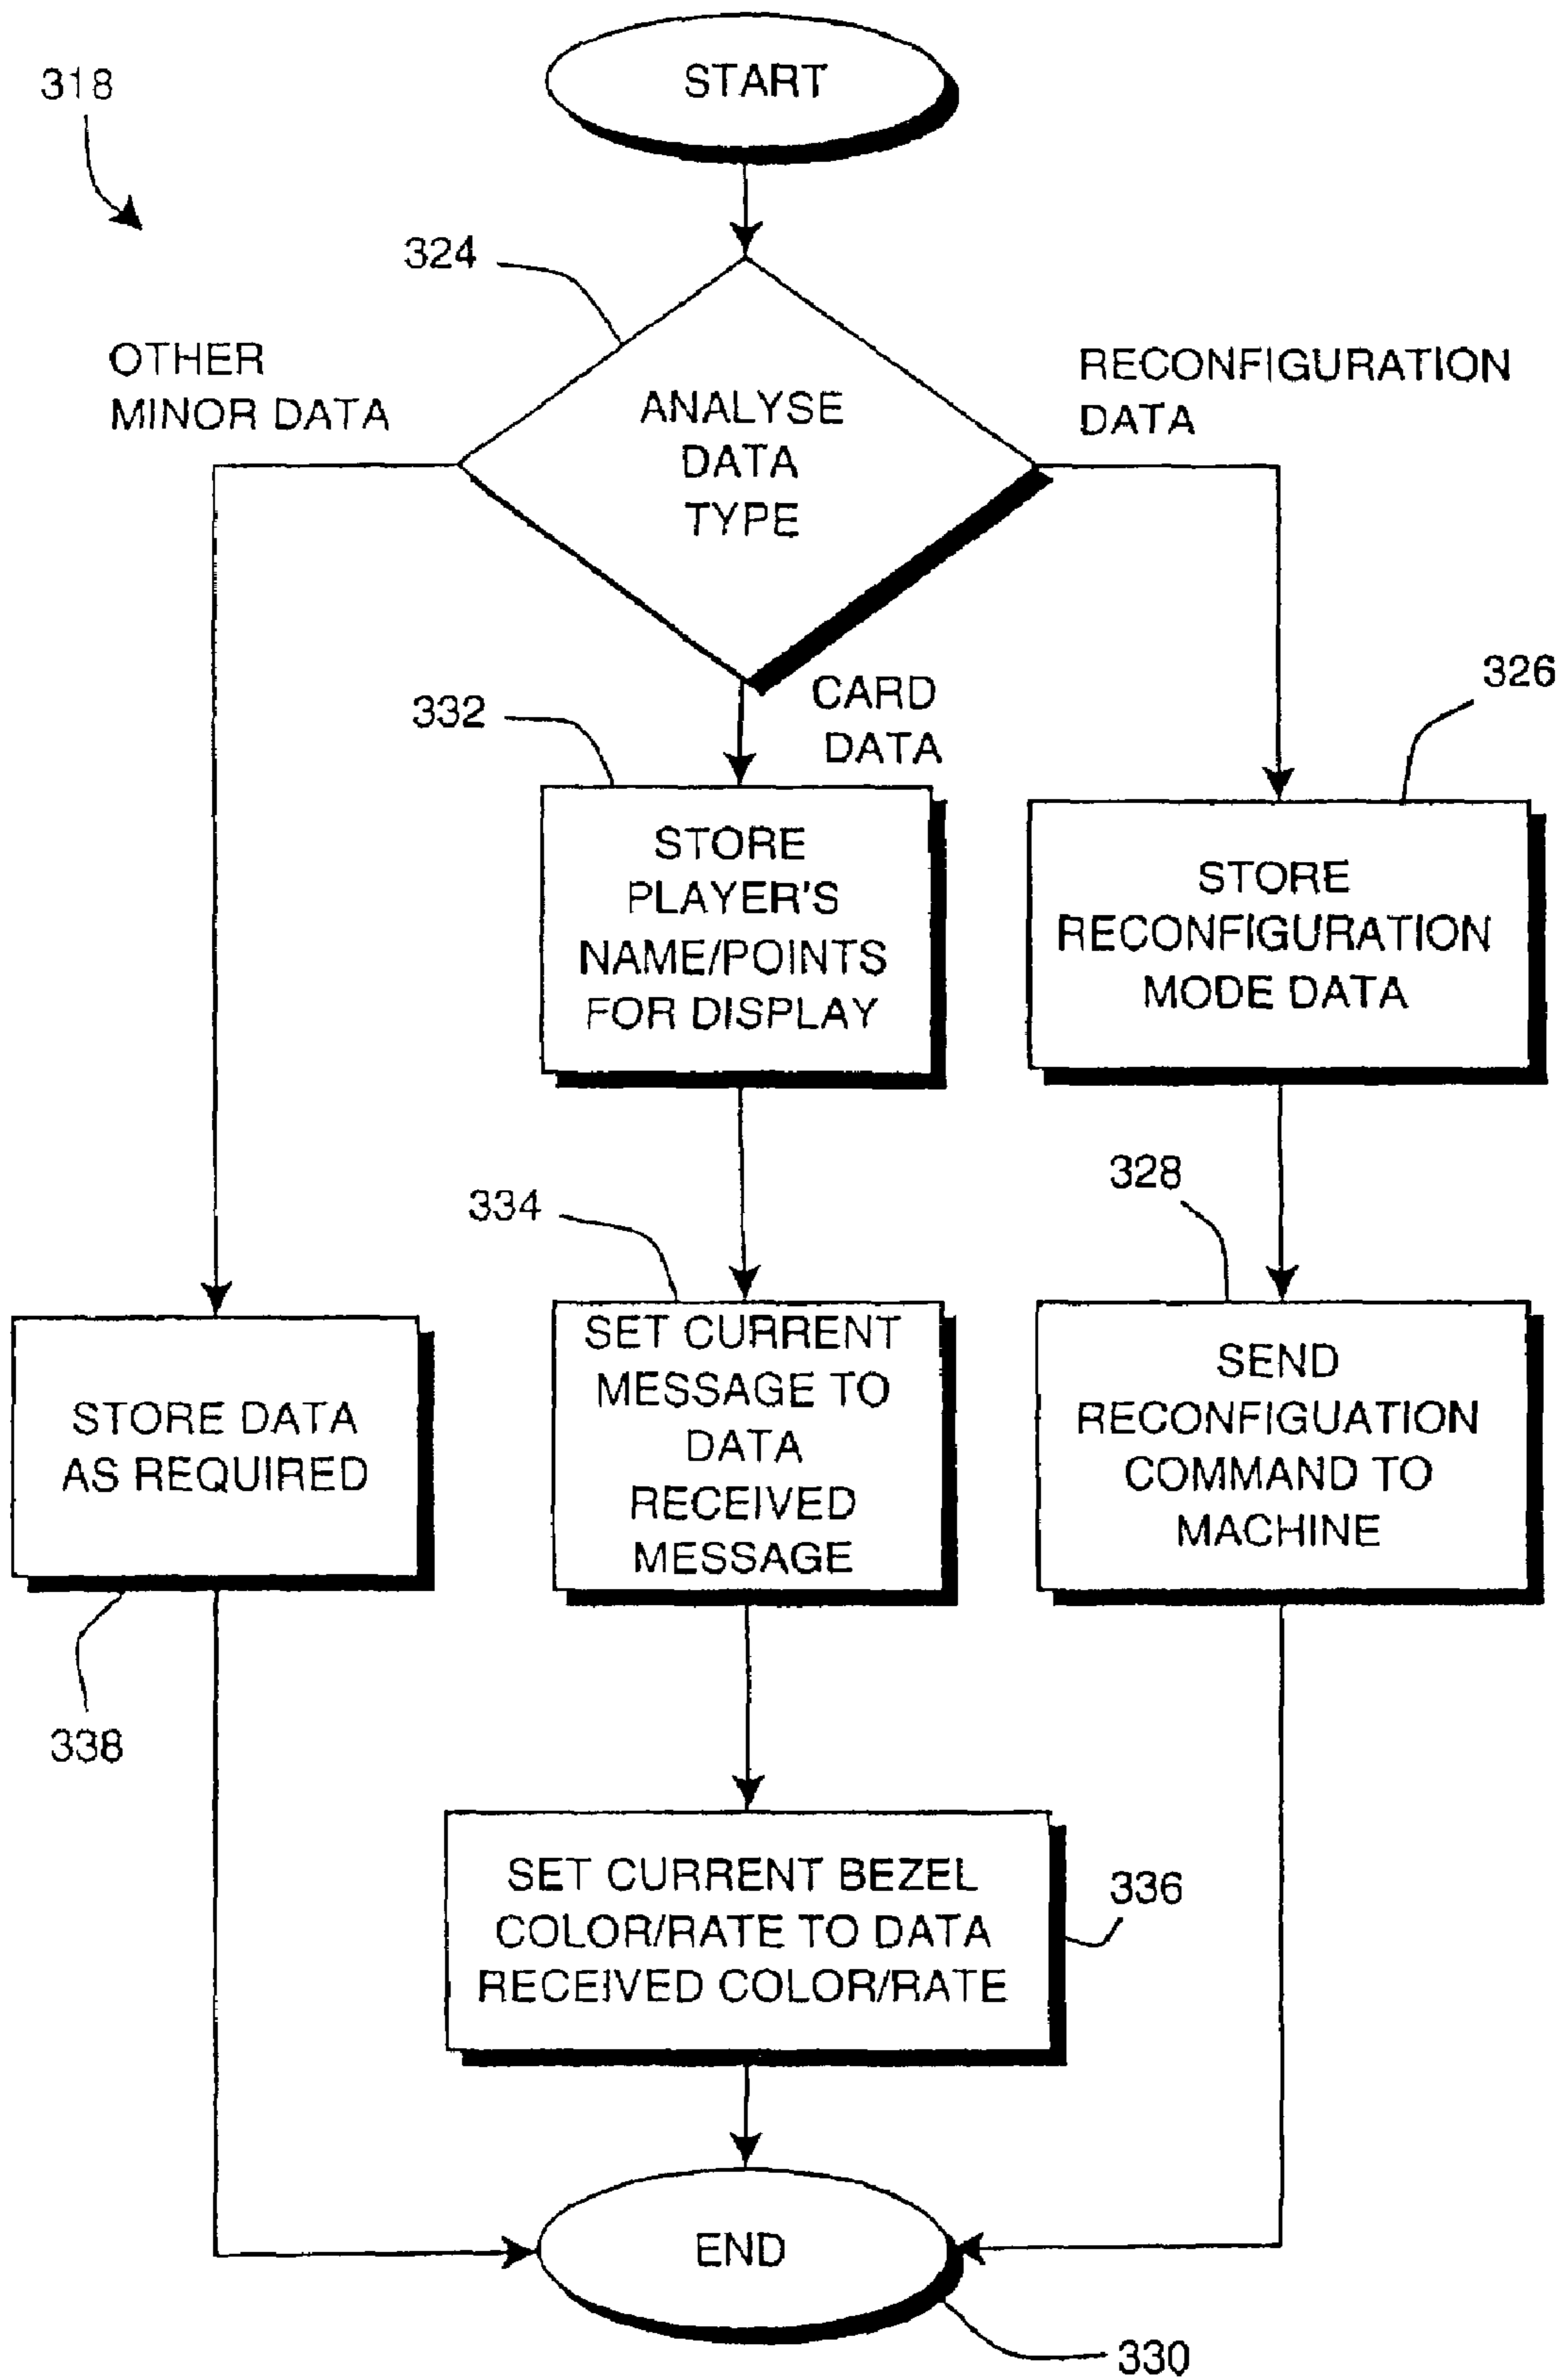 START
318
324
OTHER
MINOR DATA
ANALYSE
DATA
TYPE
RECONFIGURATION
DATA
332
CARD
DATA
326
STORE
PLAYER'S
NAME/POINTS
FOR DISPLAY
STORE
RECONFIGURATION
MODE DATA
334
328
STORE DATA
AS REQUIRED
338
SET CURRENT
MESSAGE TO
DATA
RECEIVED
MESSAGE
SEND
RECONFIGUATION
COMMAND TO
MACHINE
SET CURRENT BEZEL
COLOR/RATE TO DATA
RECEIVED COLOR/RATE
336
END
330